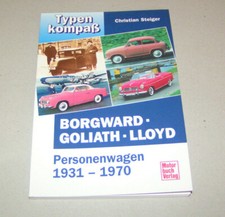 Typen
kompaß
Christian Steiger
BORGWARD ·
GOLIATH · LLOYD
Personenwagen
1931 – 1970
Motor
buch
Verlag